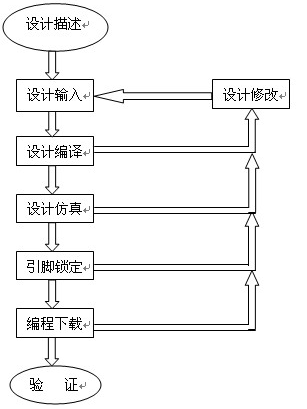 设计描述
设计输入
设计修改
设计编译
设计仿真
引脚锁定
编程下载
验 证